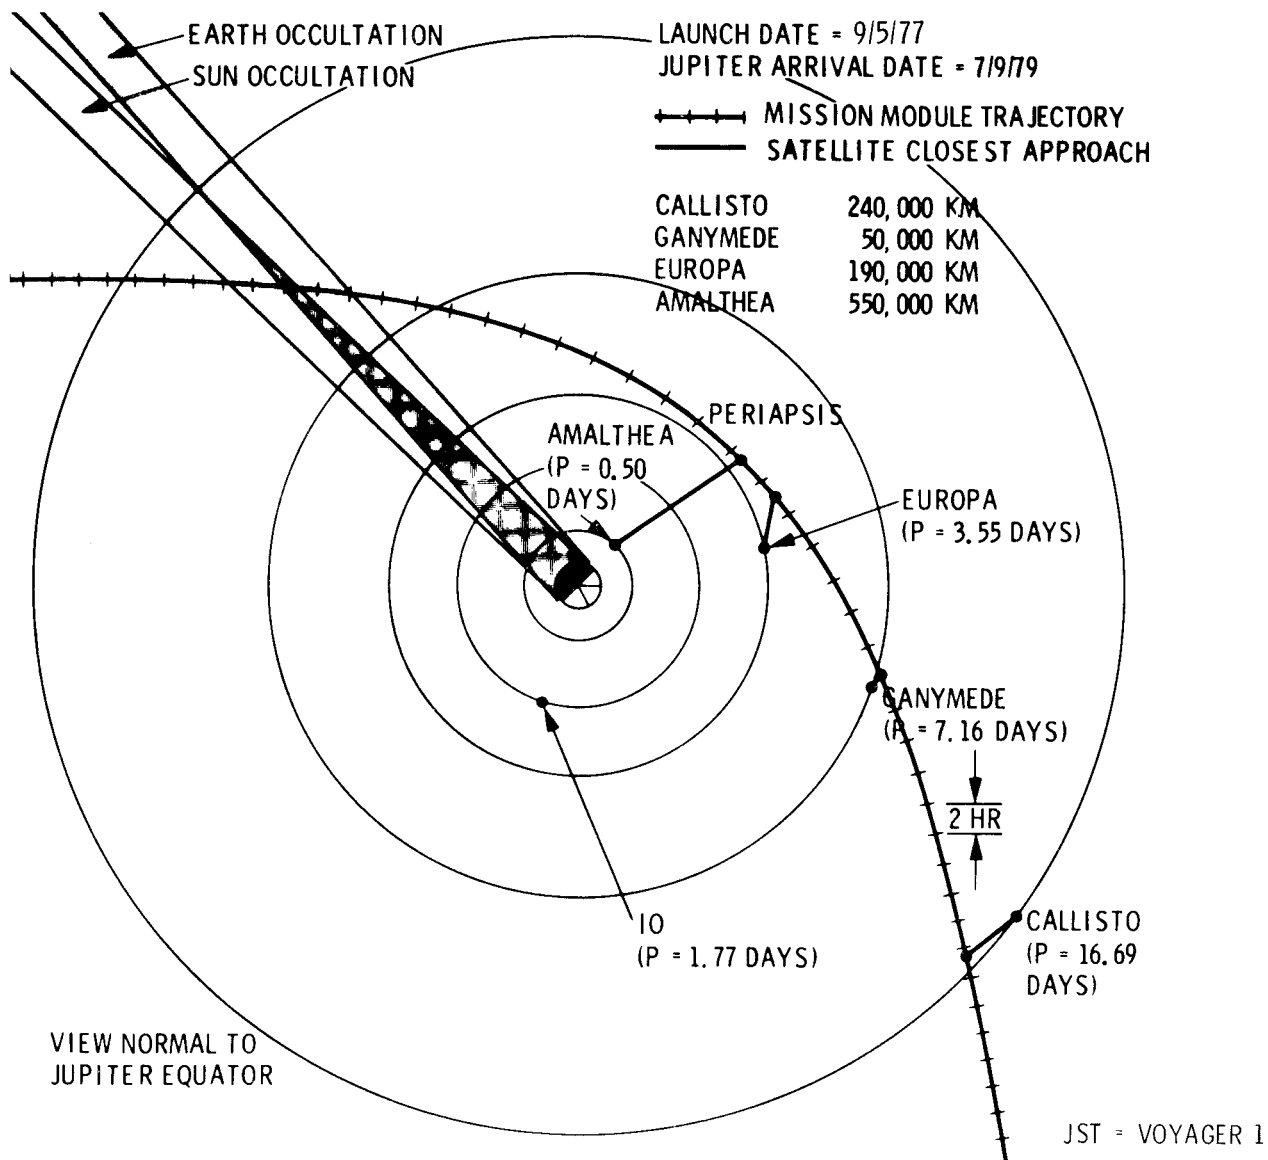 EARTH OCCULTATION
SUN OCCULTATION
LAUNCH DATE = 9/5/77
JUPITER ARRIVAL DATE = 7/9/79
MISSION MODULE TRAJECTORY
SATELLITE CLOSEST APPROACH
CALLISTO 240,000 KM
GANYMEDE 50,000 KM
EUROPA 190,000 KM
AMALTHEA 550,000 KM
PERIAPSIS
AMALTHEA
(P = 0.50
DAYS)
EUROPA
(P = 3.55 DAYS)
GANYMEDE
(P = 7.16 DAYS)
2 HR
IO
(P = 1.77 DAYS)
CALLISTO
(P = 16.69
DAYS)
VIEW NORMAL TO
JUPITER EQUATOR
JST = VOYAGER 1